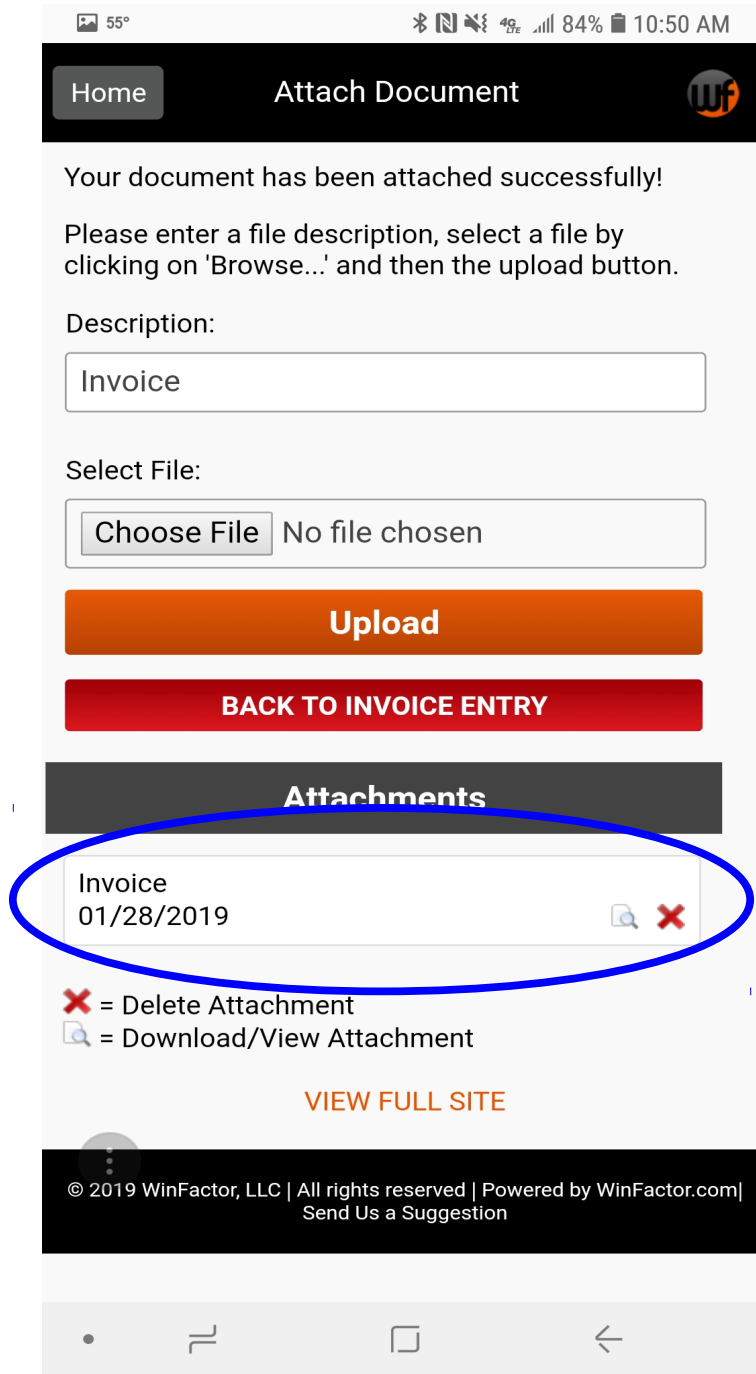 55° 4G LTE 84% 10:50 AM
Home Attach Document wf
Your document has been attached successfully!
Please enter a file description, select a file by
clicking on 'Browse...' and then the upload button.
Description:
Invoice
Select File:
Choose File No file chosen
Upload
BACK TO INVOICE ENTRY
Attachments
Invoice
01/28/2019
= Delete Attachment
= Download/View Attachment
VIEW FULL SITE
© 2019 WinFactor, LLC | All rights reserved | Powered by WinFactor.com|
Send Us a Suggestion